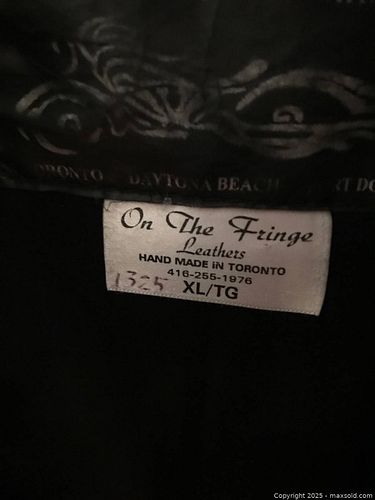 TORONTO DAYTONA BEACH
On The Fringe
Leathers
HAND MADE IN TORONTO
416-255-1976
1325 XL/TG
Copyright 2025 - maxsold.com